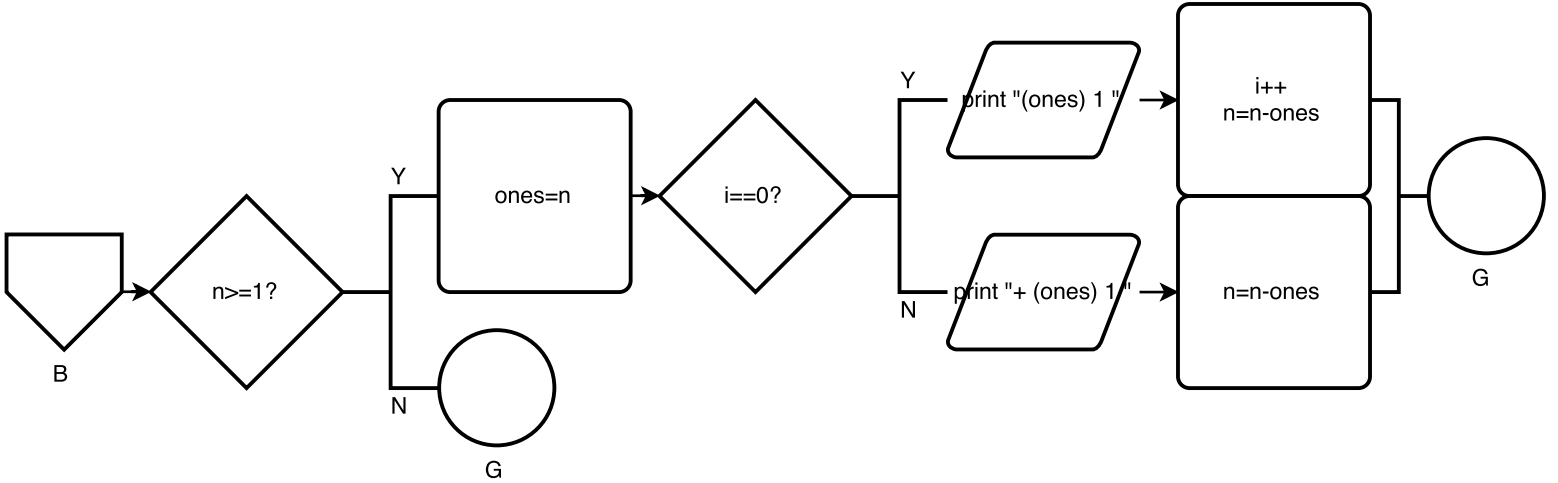 B
n>=1?
Y
N
ones=n
G
i==0?
Y
N
print "(ones) 1 "
print "+ (ones) 1 "
i++
n=n-ones
n=n-ones
G